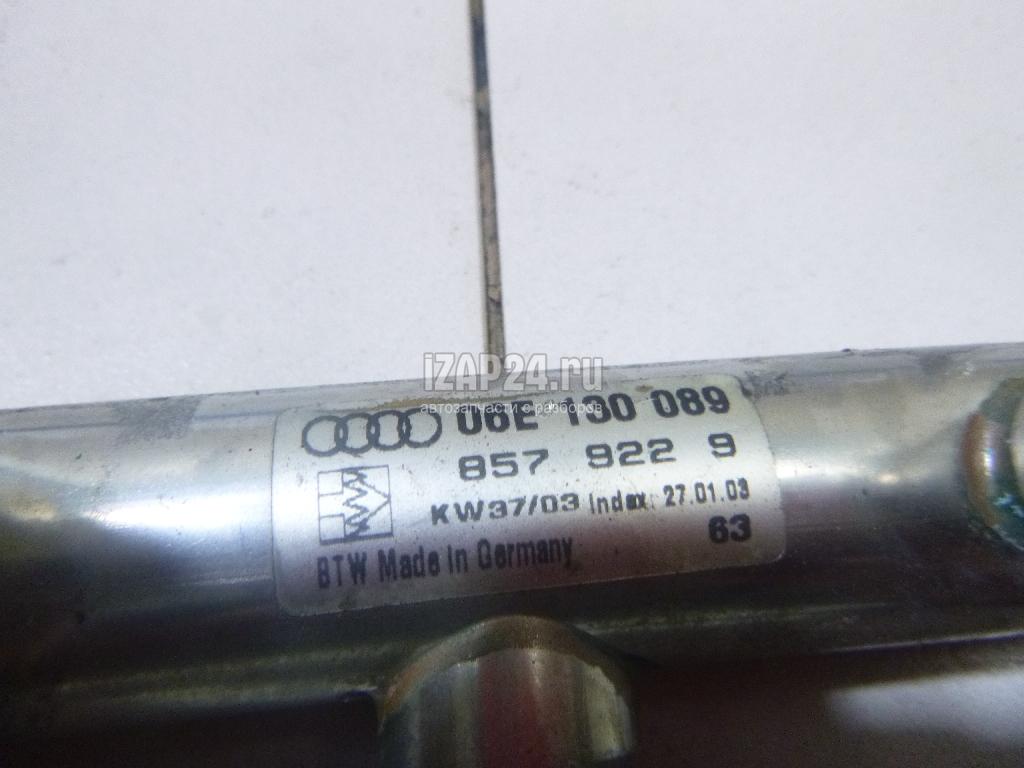 iZAP24.ru
автозапчасти с разборов
06E 130 089
857 922 9
KW37/03 Index: 27.01.03
63
BTW Made in Germany